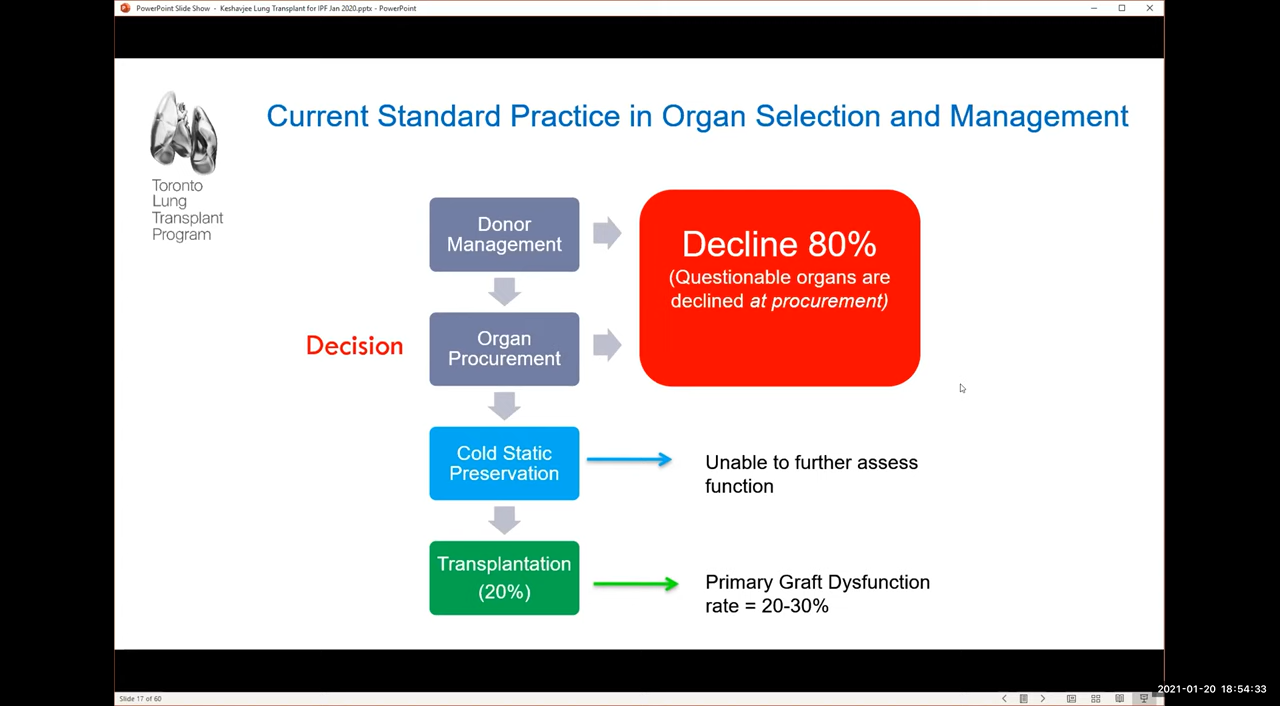 PowerPoint Slide Show - Keshavjee Lung Transplant for IPF Jan 2020.pptx - PowerPoint
Current Standard Practice in Organ Selection and Management
Toronto
Lung
Transplant
Program
Donor
Management
Decline 80%
(Questionable organs are
declined at procurement)
Decision
Organ
Procurement
Cold Static
Preservation
Unable to further assess
function
Transplantation
(20%)
Primary Graft Dysfunction
rate = 20-30%
Slide 17 of 60
2021-01-20 18:54:33